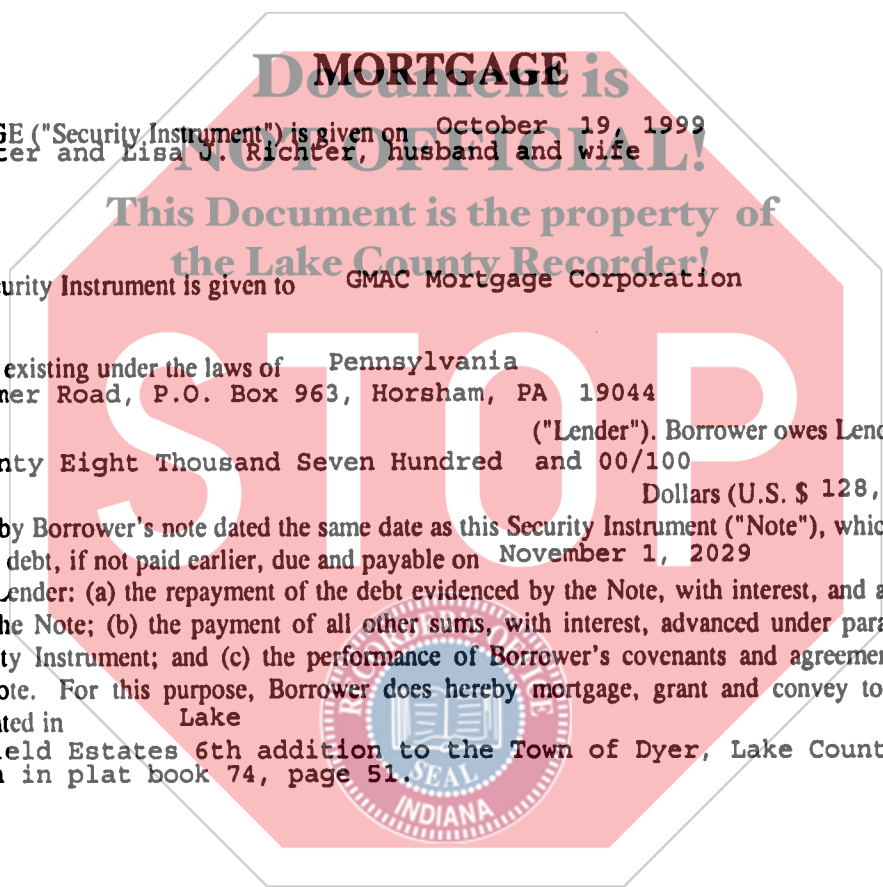 MORTGAGE
Document is
GE ("Security Instrument") is given on October 19, 1999
ter and Lisa J. Richter, husband and wife
NOT OFFICIAL!
This Document is the property of
the Lake County Recorder!
urity Instrument is given to GMAC Mortgage Corporation
existing under the laws of Pennsylvania
ner Road, P.O. Box 963, Horsham, PA 19044
STOP
("Lender"). Borrower owes Lend
nty Eight Thousand Seven Hundred and 00/100
Dollars (U.S. $ 128,
by Borrower's note dated the same date as this Security Instrument ("Note"), whic
debt, if not paid earlier, due and payable on November 1, 2029
Lender: (a) the repayment of the debt evidenced by the Note, with interest, and a
he Note; (b) the payment of all other sums, with interest, advanced under para
ty Instrument; and (c) the performance of Borrower's covenants and agreemen
ote. For this purpose, Borrower does hereby mortgage, grant and convey to
ted in Lake
eld Estates 6th addition to the Town of Dyer, Lake Count
in plat book 74, page 51.
RECORDER'S OFFICE
SEAL
INDIANA